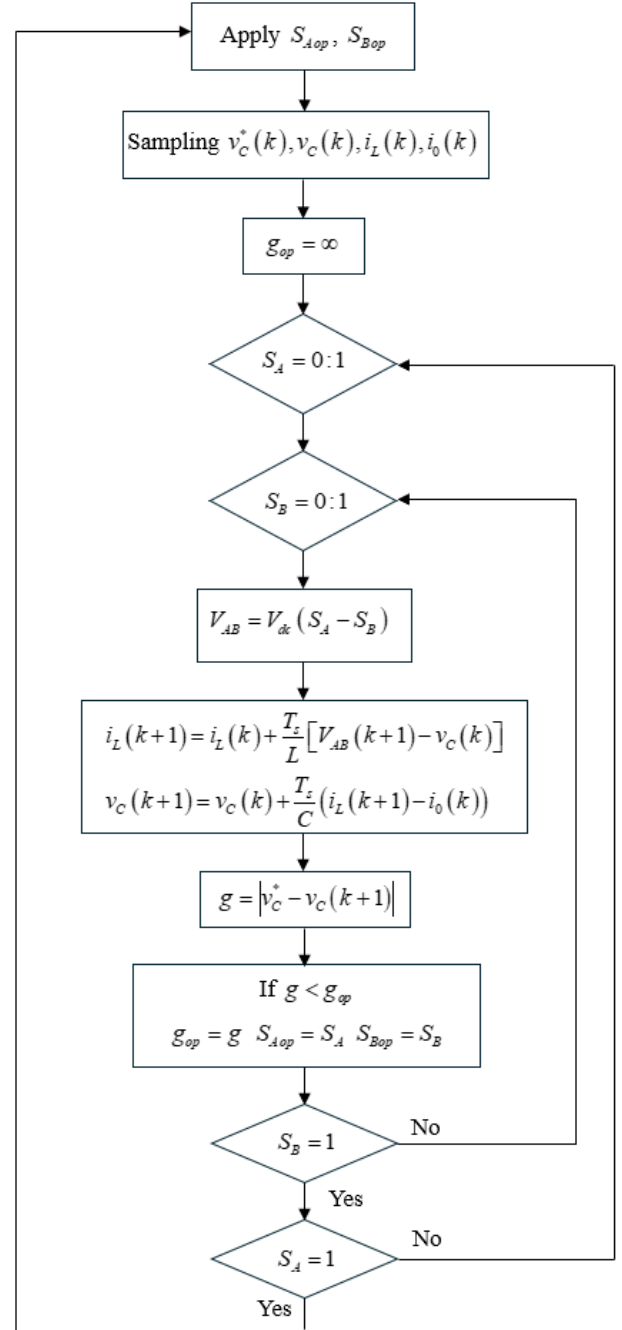 Apply S_{Aop}, S_{Bop}
Sampling v_C^*(k), v_C(k), i_L(k), i_0(k)
g_{op} = ∞
S_A = 0:1
S_B = 0:1
V_{AB} = V_{dc}(S_A − S_B)
i_L(k+1) = i_L(k) + \frac{T_s}{L}[V_{AB}(k+1) − v_C(k)]
v_C(k+1) = v_C(k) + \frac{T_s}{C}(i_L(k+1) − i_0(k))
g = |v_C^* − v_C(k+1)|
If g < g_{op}
g_{op} = g S_{Aop} = S_A S_{Bop} = S_B
S_B = 1
No
Yes
S_A = 1
No
Yes